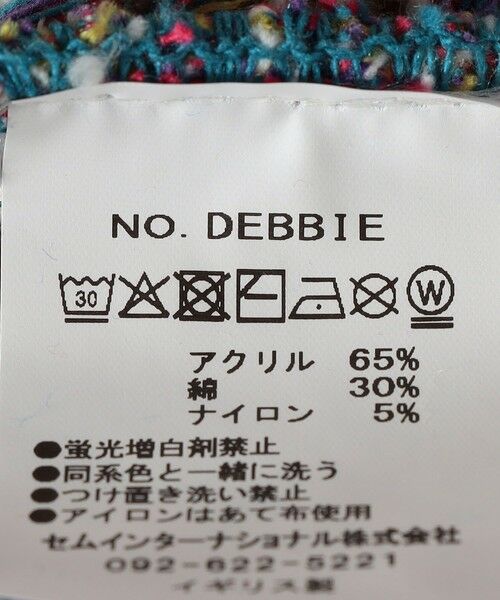 NO. DEBBIE
30 W
アクリル 65%
綿 30%
ナイロン 5%
●蛍光増白剤禁止
●同系色と一緒に洗う
●つけ置き洗い禁止
●アイロンはあて布使用
セムインターナショナル株式会社
092-622-5221
イギリス製